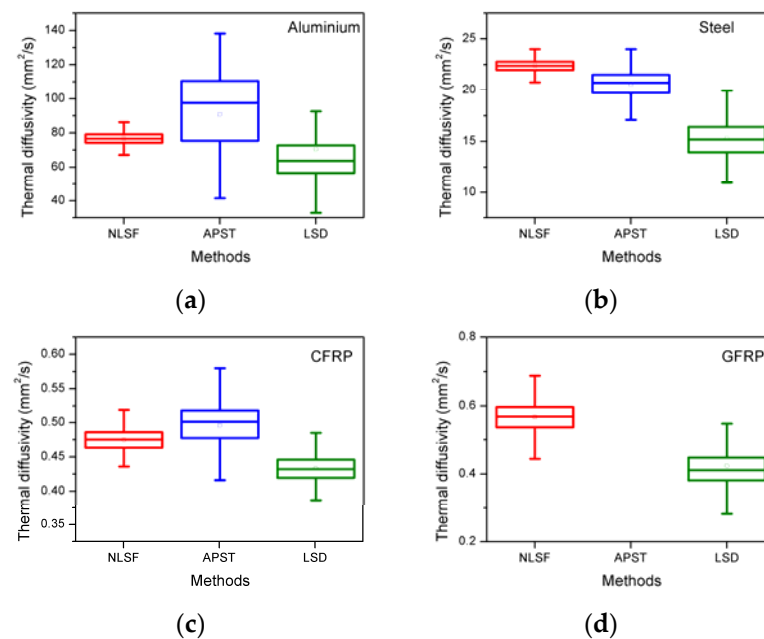 Aluminium
Thermal diffusivity (mm²/s)
140
120
100
80
60
40
NLSF APST LSD
Methods
(a)
Steel
Thermal diffusivity (mm²/s)
25
20
15
10
NLSF APST LSD
Methods
(b)
CFRP
Thermal diffusivity (mm²/s)
0.60
0.55
0.50
0.45
0.40
0.35
NLSF APST LSD
Methods
(c)
GFRP
Thermal diffusivity (mm²/s)
0.8
0.6
0.4
0.2
NLSF APST LSD
Methods
(d)